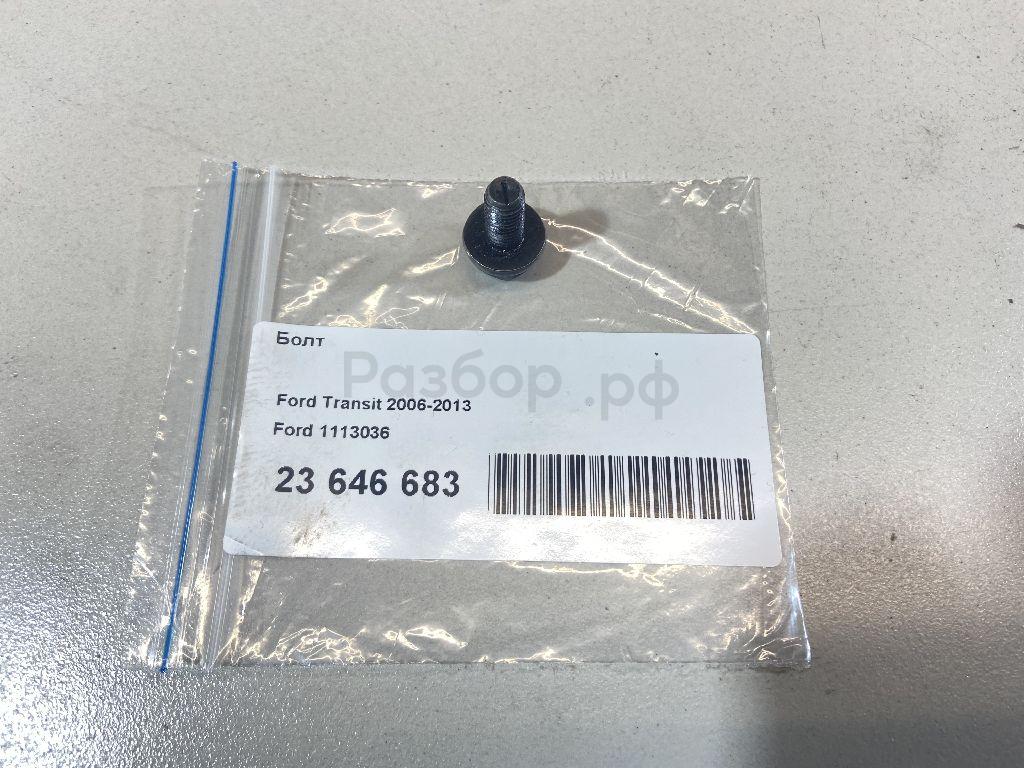 Болт
Разбор.рф
Ford Transit 2006-2013
Ford 1113036
23 646 683